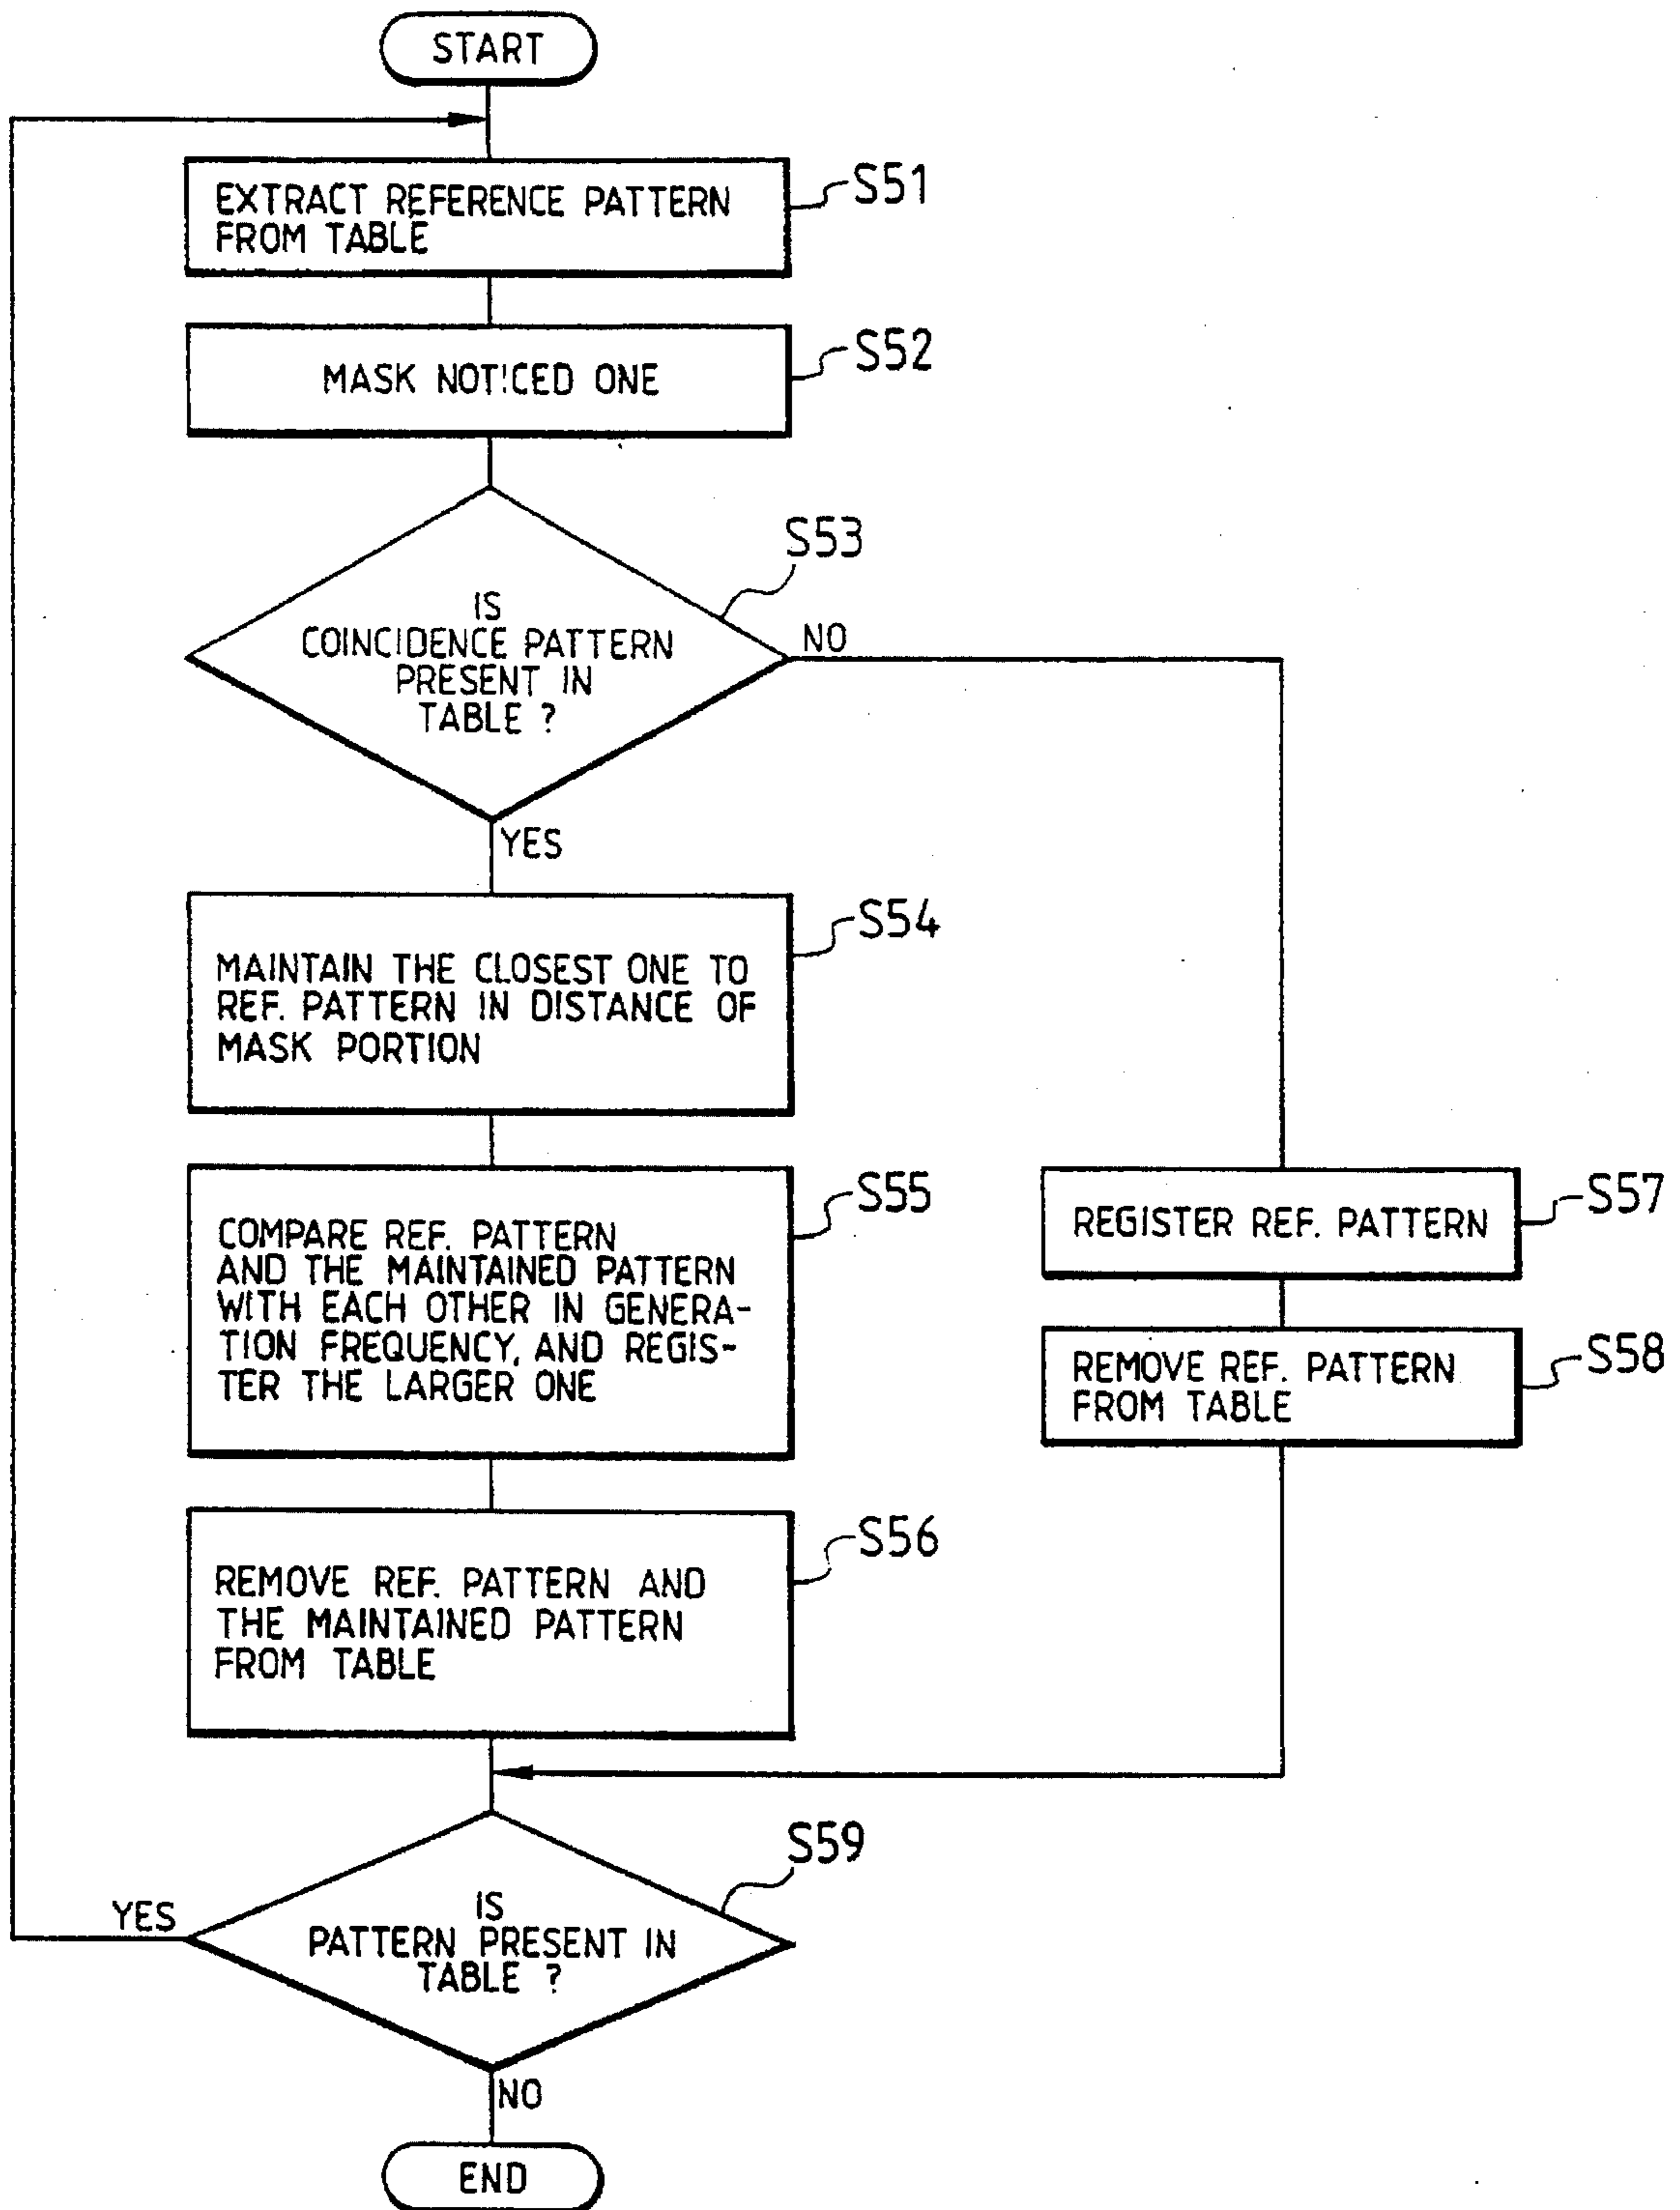 START
EXTRACT REFERENCE PATTERN
FROM TABLE
S51
MASK NOTICED ONE
S52
S53
IS
COINCIDENCE PATTERN
PRESENT IN
TABLE ?
NO
YES
S54
MAINTAIN THE CLOSEST ONE TO
REF. PATTERN IN DISTANCE OF
MASK PORTION
S55
COMPARE REF. PATTERN
AND THE MAINTAINED PATTERN
WITH EACH OTHER IN GENERA-
TION FREQUENCY, AND REGIS-
TER THE LARGER ONE
S57
REGISTER REF. PATTERN
S58
REMOVE REF. PATTERN
FROM TABLE
S56
REMOVE REF. PATTERN AND
THE MAINTAINED PATTERN
FROM TABLE
S59
IS
PATTERN PRESENT IN
TABLE ?
YES
NO
END